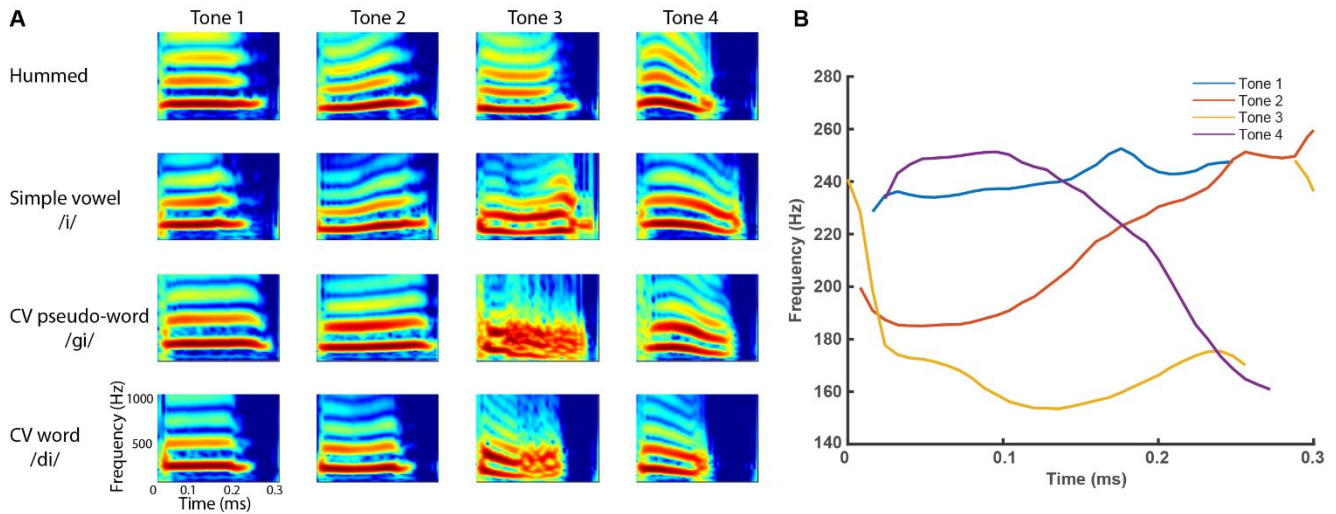 A
Tone 1 Tone 2 Tone 3 Tone 4
Hummed
Simple vowel
/i/
CV pseudo-word
/gi/
CV word
/di/
Frequency (Hz)
1000
500
0 0.1 0.2 0.3
Time (ms)
B
280
260
240
220
200
180
160
140
Frequency (Hz)
Tone 1
Tone 2
Tone 3
Tone 4
0 0.1 0.2 0.3
Time (ms)